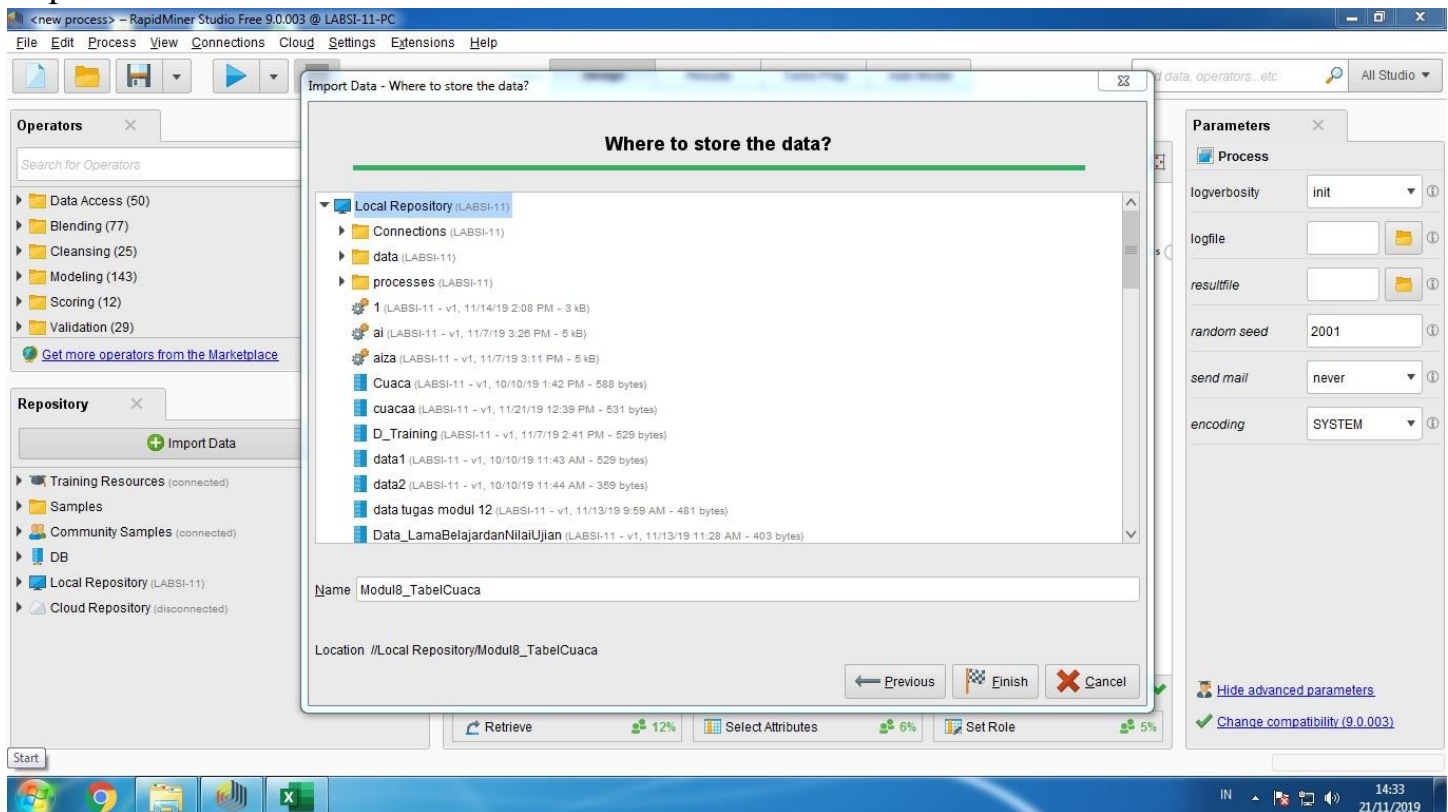 <new process> – RapidMiner Studio Free 9.0.003 @ LABSI-11-PC
File Edit Process View Connections Cloud Settings Extensions Help
Import Data - Where to store the data?
d data, operators...etc
All Studio
Operators
Search for Operators
Data Access (50)
Blending (77)
Cleansing (25)
Modeling (143)
Scoring (12)
Validation (29)
Get more operators from the Marketplace
Repository
Import Data
Training Resources (connected)
Samples
Community Samples (connected)
DB
Local Repository (LABSI-11)
Cloud Repository (disconnected)
Where to store the data?
Local Repository (LABSI-11)
Connections (LABSI-11)
data (LABSI-11)
processes (LABSI-11)
1 (LABSI-11 - v1, 11/14/19 2:08 PM - 3 kB)
ai (LABSI-11 - v1, 11/7/19 3:26 PM - 5 kB)
aiza (LABSI-11 - v1, 11/7/19 3:11 PM - 5 kB)
Cuaca (LABSI-11 - v1, 10/10/19 1:42 PM - 588 bytes)
cuacaa (LABSI-11 - v1, 11/21/19 12:39 PM - 531 bytes)
D_Training (LABSI-11 - v1, 11/7/19 2:41 PM - 529 bytes)
data1 (LABSI-11 - v1, 10/10/19 11:43 AM - 529 bytes)
data2 (LABSI-11 - v1, 10/10/19 11:44 AM - 359 bytes)
data tugas modul 12 (LABSI-11 - v1, 11/13/19 9:59 AM - 481 bytes)
Data_LamaBelajardanNilaiUjian (LABSI-11 - v1, 11/13/19 11:28 AM - 403 bytes)
Name Modul8_TabelCuaca
Location //Local Repository/Modul8_TabelCuaca
Previous Finish Cancel
Retrieve 12% Select Attributes 6% Set Role 5%
Parameters
Process
logverbosity init
logfile
resultfile
random seed 2001
send mail never
encoding SYSTEM
Hide advanced parameters
Change compatibility (9.0.003)
Start
IN 14:33
21/11/2019